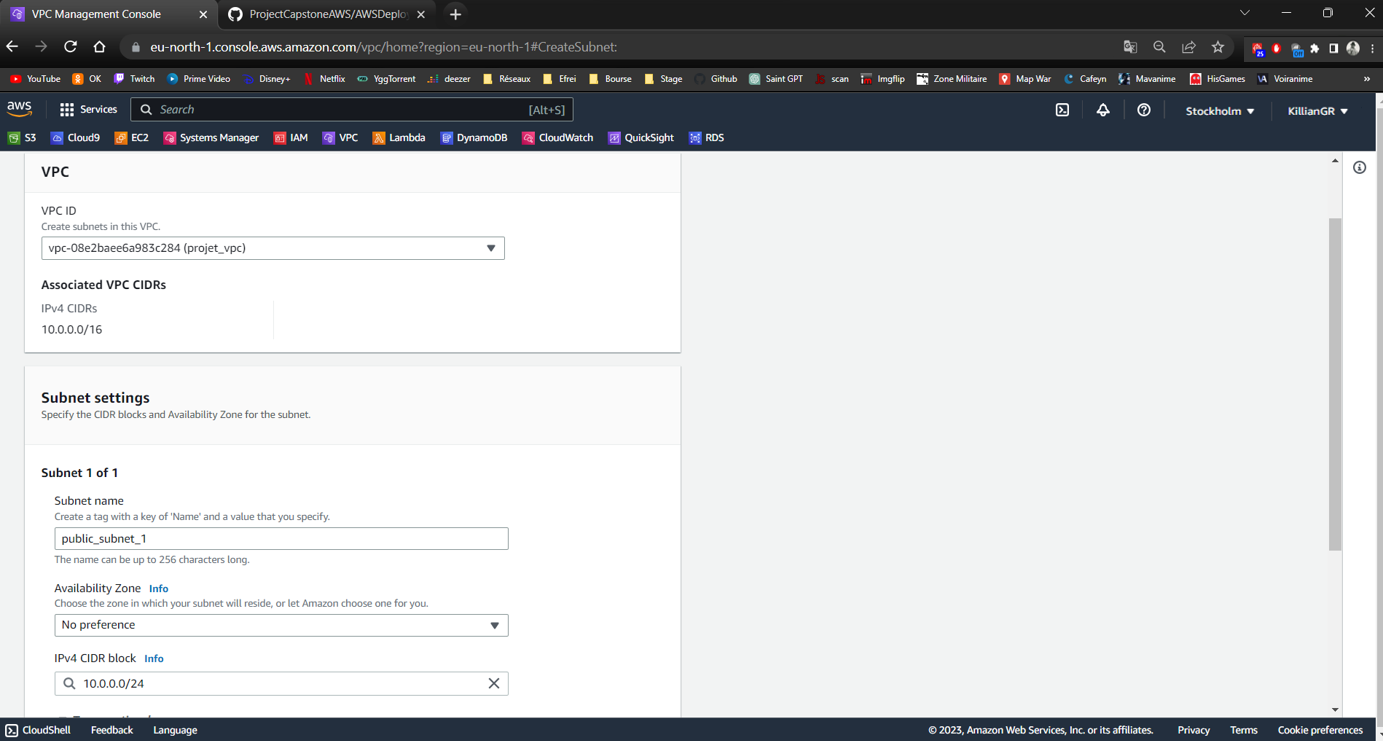 VPC Management Console
ProjectCapstoneAWS/AWSDeploy
eu-north-1.console.aws.amazon.com/vpc/home?region=eu-north-1#CreateSubnet:
YouTube OK Twitch Prime Video Disney+ Netflix YggTorrent deezer Réseaux Efrei Bourse Stage Github Saint GPT scan Imgflip Zone Militaire Map War Cafeyn Mavanime HisGames Voiranime »
aws Services Search [Alt+S] Stockholm KillianGR
S3 Cloud9 EC2 Systems Manager IAM VPC Lambda DynamoDB CloudWatch QuickSight RDS
VPC
VPC ID
Create subnets in this VPC.
vpc-08e2baee6a983c284 (projet_vpc)
Associated VPC CIDRs
IPv4 CIDRs
10.0.0.0/16
Subnet settings
Specify the CIDR blocks and Availability Zone for the subnet.
Subnet 1 of 1
Subnet name
Create a tag with a key of 'Name' and a value that you specify.
public_subnet_1
The name can be up to 256 characters long.
Availability Zone Info
Choose the zone in which your subnet will reside, or let Amazon choose one for you.
No preference
IPv4 CIDR block Info
10.0.0.0/24
CloudShell Feedback Language © 2023, Amazon Web Services, Inc. or its affiliates. Privacy Terms Cookie preferences